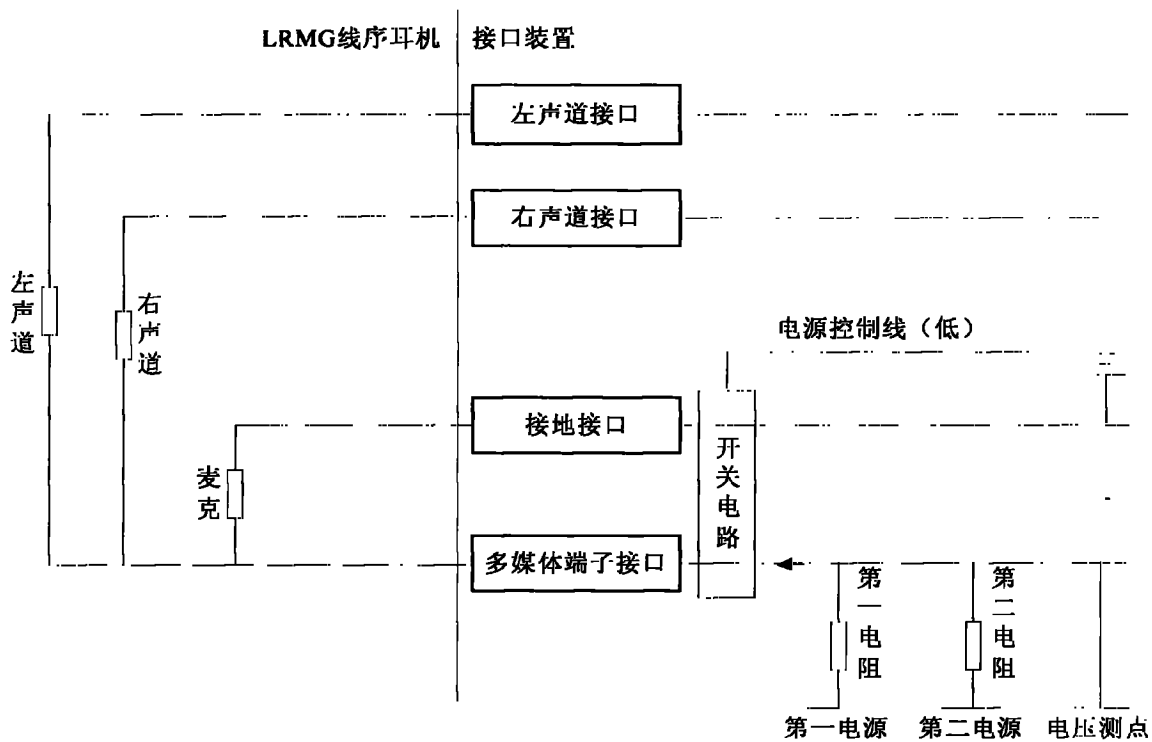 LRMG线序耳机
接口装置
左声道接口
右声道接口
左声道
右声道
电源控制线（低）
接地接口
开关电路
麦克
多媒体端子接口
第一电阻
第二电阻
第一电源
第二电源
电压测点